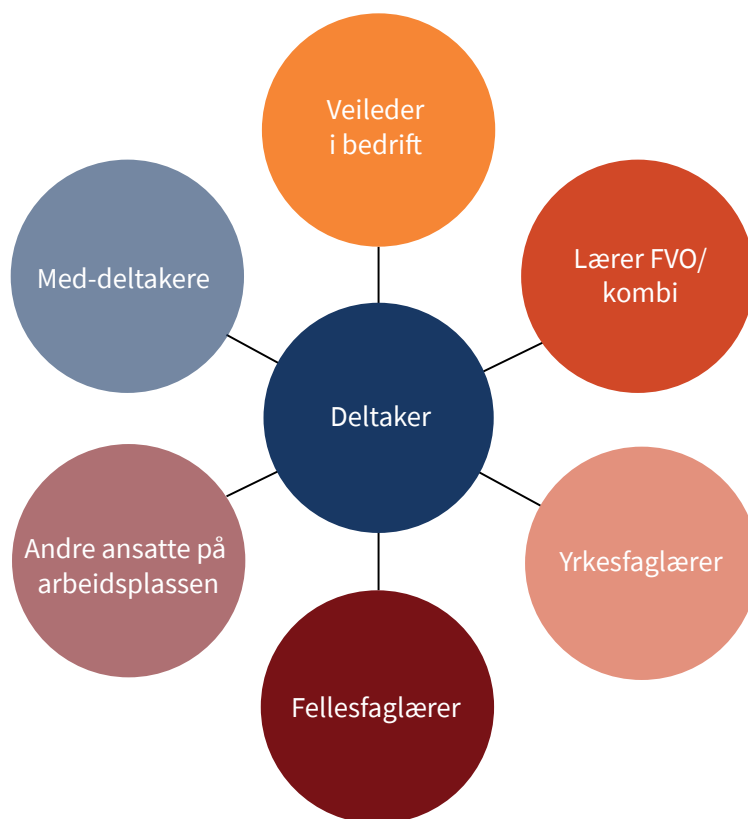 Veileder
i bedrift
Lærer FVO/
kombi
Med-deltakere
Deltaker
Andre ansatte på
arbeidsplassen
Yrkesfaglærer
Fellesfaglærer